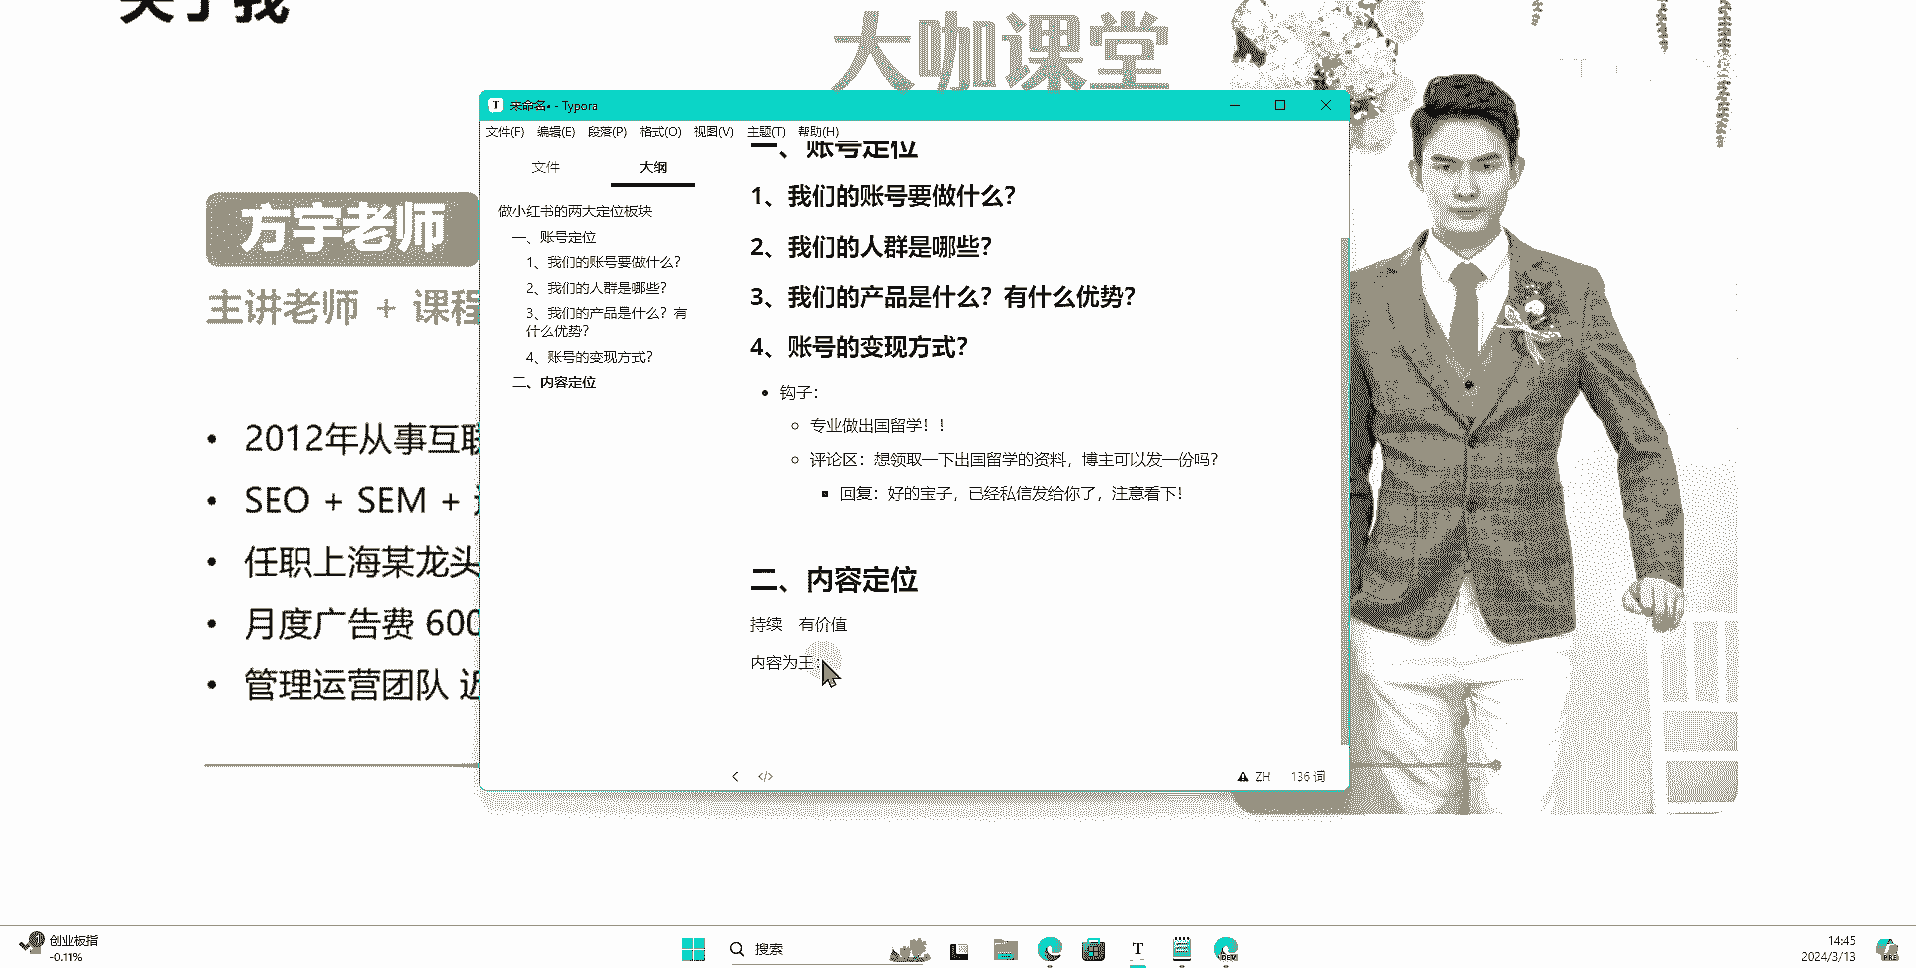 关于我
大咖课堂
方宇老师
主讲老师 + 课程
2012年从事互联
SEO + SEM +
任职上海某龙头
月度广告费 600
管理运营团队 近
未命名• - Typora
文件(F) 编辑(E) 段落(P) 格式(O) 视图(V) 主题(T) 帮助(H)
文件 大纲
做小红书的两大定位板块
一、账号定位
1、我们的账号要做什么？
2、我们的人群是哪些？
3、我们的产品是什么？有
什么优势？
4、账号的变现方式？
二、内容定位
一、账号定位
1、我们的账号要做什么？
2、我们的人群是哪些？
3、我们的产品是什么？有什么优势？
4、账号的变现方式？
钩子：
专业做出国留学！！
评论区：想领取一下出国留学的资料，博主可以发一份吗？
回复：好的宝子，已经私信发给你了，注意看下！
二、内容定位
持续 有价值
内容为王：
ZH 136 词
创业板指
-0.11%
搜索
14:45
2024/3/13